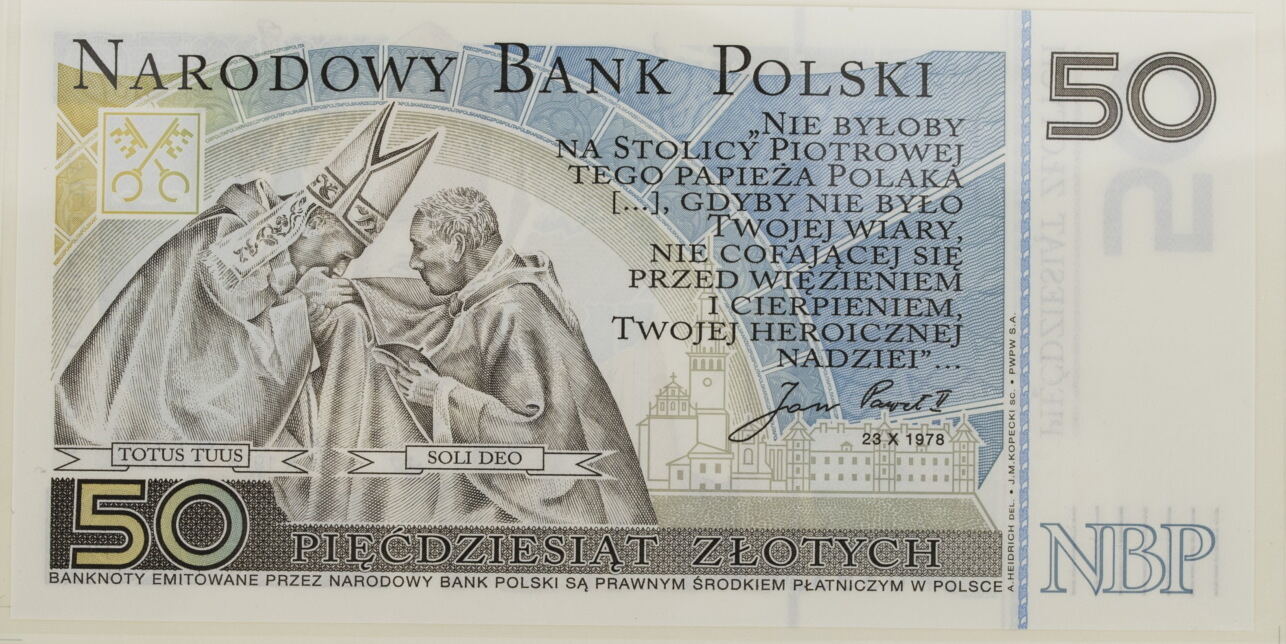 NARODOWY BANK POLSKI
50
„NIE BYŁOBY
NA STOLICY PIOTROWEJ
TEGO PAPIEŻA POLAKA
[...], GDYBY NIE BYŁO
TWOJEJ WIARY,
NIE COFAJĄCEJ SIĘ
PRZED WIĘZIENIEM
I CIERPIENIEM,
TWOJEJ HEROICZNEJ
NADZIEI”...
Jan Paweł II
23 X 1978
TOTUS TUUS
SOLI DEO
50
PIĘĆDZIESIĄT ZŁOTYCH
BANKNOTY EMITOWANE PRZEZ NARODOWY BANK POLSKI SĄ PRAWNYM ŚRODKIEM PŁATNICZYM W POLSCE
A.HEIDRICH DEL. • J.M.KOPECKI SC. • PWPW S.A.
NBP